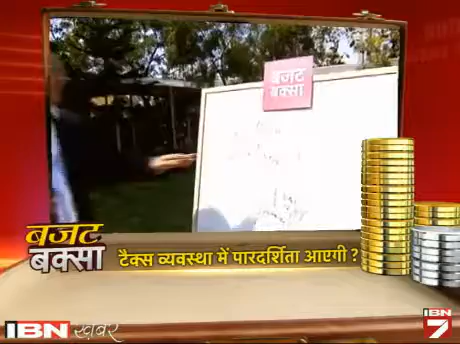 बजट
बक्सा
बजट
बक्सा
टैक्स व्यवस्था में पारदर्शिता आएगी ?
IBN ख़बर
IBN
7